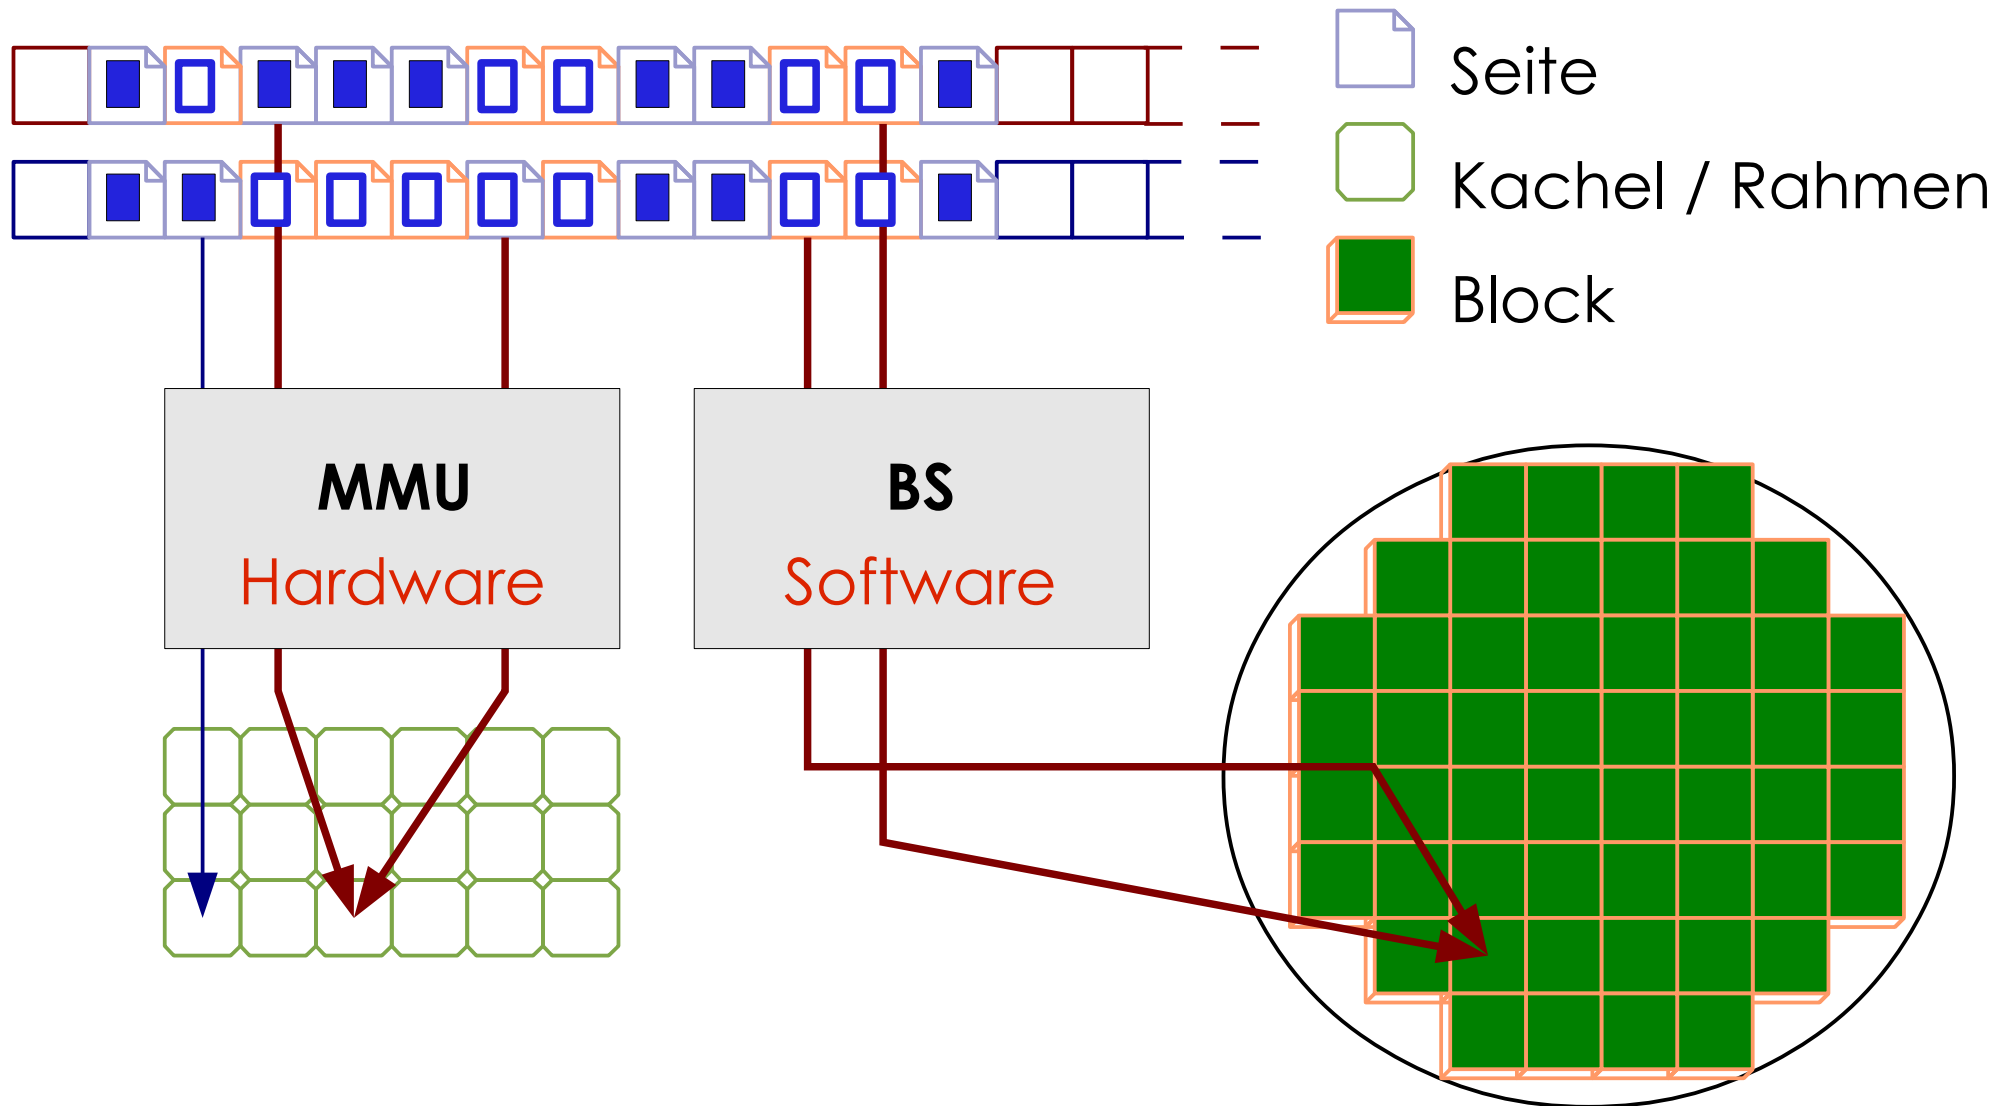 Seite
Kachel / Rahmen
Block
MMU
Hardware
BS
Software